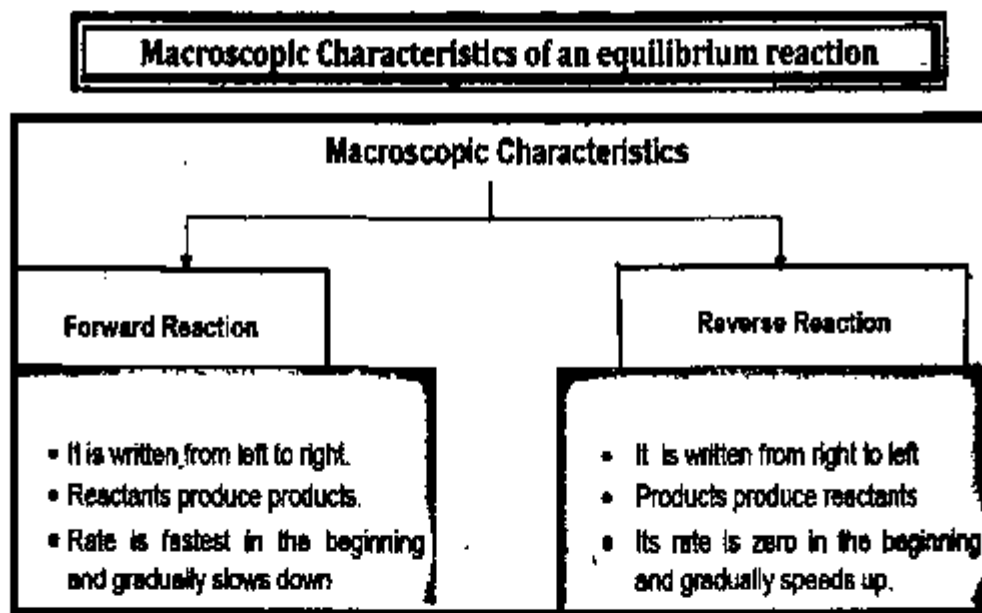 Macroscopic Characteristics of an equilibrium reaction
Macroscopic Characteristics
Forward Reaction
Reverse Reaction
• It is written from left to right.
• Reactants produce products.
• Rate is fastest in the beginning
and gradually slows down
• It is written from right to left
• Products produce reactants
• Its rate is zero in the beginning
and gradually speeds up.